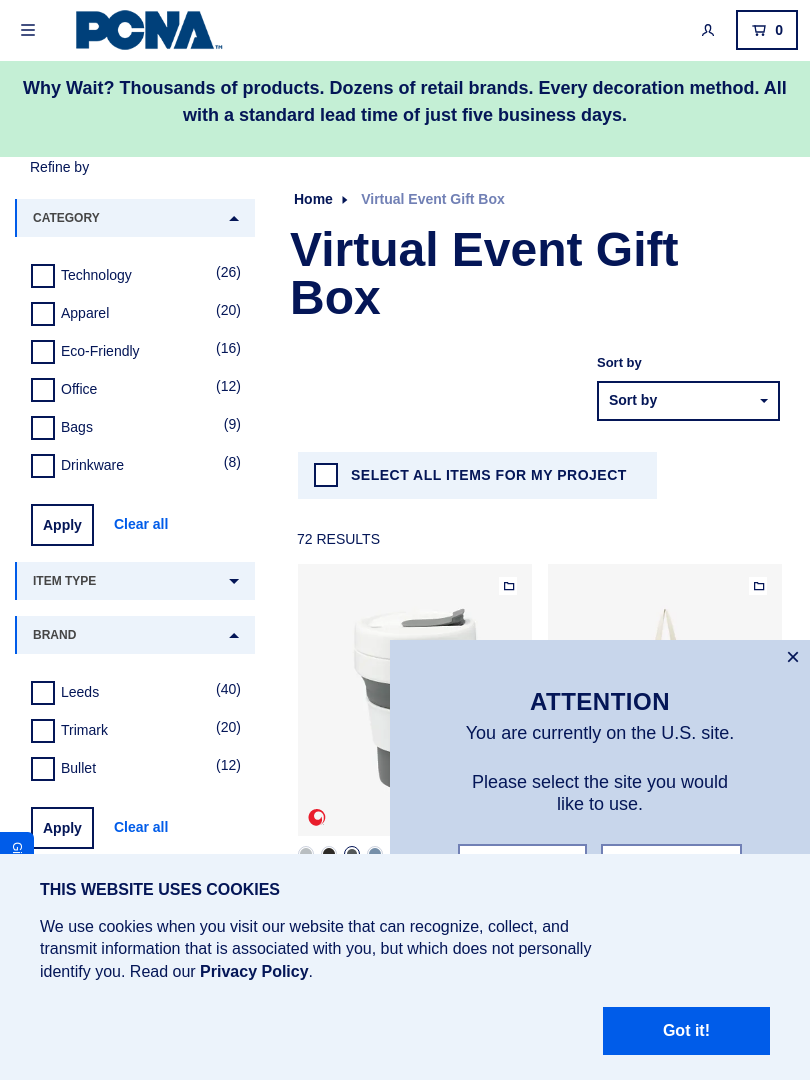 PCNA™
0
Why Wait? Thousands of products. Dozens of retail brands. Every decoration method. All
with a standard lead time of just five business days.
Refine by
CATEGORY
Technology (26)
Apparel (20)
Eco-Friendly (16)
Office (12)
Bags (9)
Drinkware (8)
Apply Clear all
ITEM TYPE
BRAND
Leeds (40)
Trimark (20)
Bullet (12)
Apply Clear all
Home Virtual Event Gift Box
Virtual Event Gift
Box
Sort by
Sort by
SELECT ALL ITEMS FOR MY PROJECT
72 RESULTS
ATTENTION
You are currently on the U.S. site.
Please select the site you would
like to use.
THIS WEBSITE USES COOKIES
We use cookies when you visit our website that can recognize, collect, and
transmit information that is associated with you, but which does not personally
identify you. Read our Privacy Policy.
Got it!